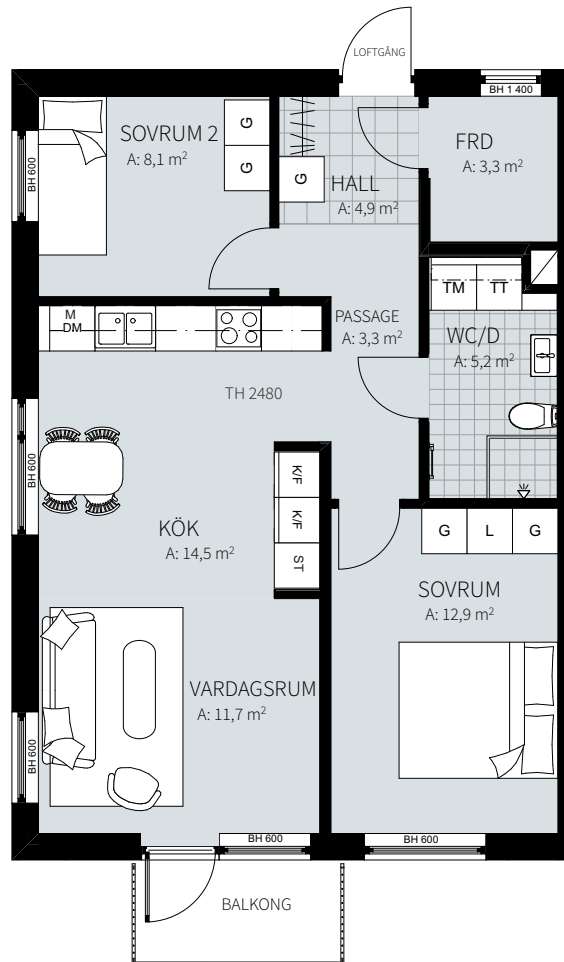 LOFTGÅNG
BH 1 400
SOVRUM 2
A: 8,1 m²
G
G
BH 600
G
HALL
A: 4,9 m²
FRD
A: 3,3 m²
TM
TT
M
DM
PASSAGE
A: 3,3 m²
WC/D
A: 5,2 m²
TH 2480
BH 600
K/F
K/F
ST
KÖK
A: 14,5 m²
G
L
G
SOVRUM
A: 12,9 m²
VARDAGSRUM
A: 11,7 m²
BH 600
BH 600
BH 600
BALKONG